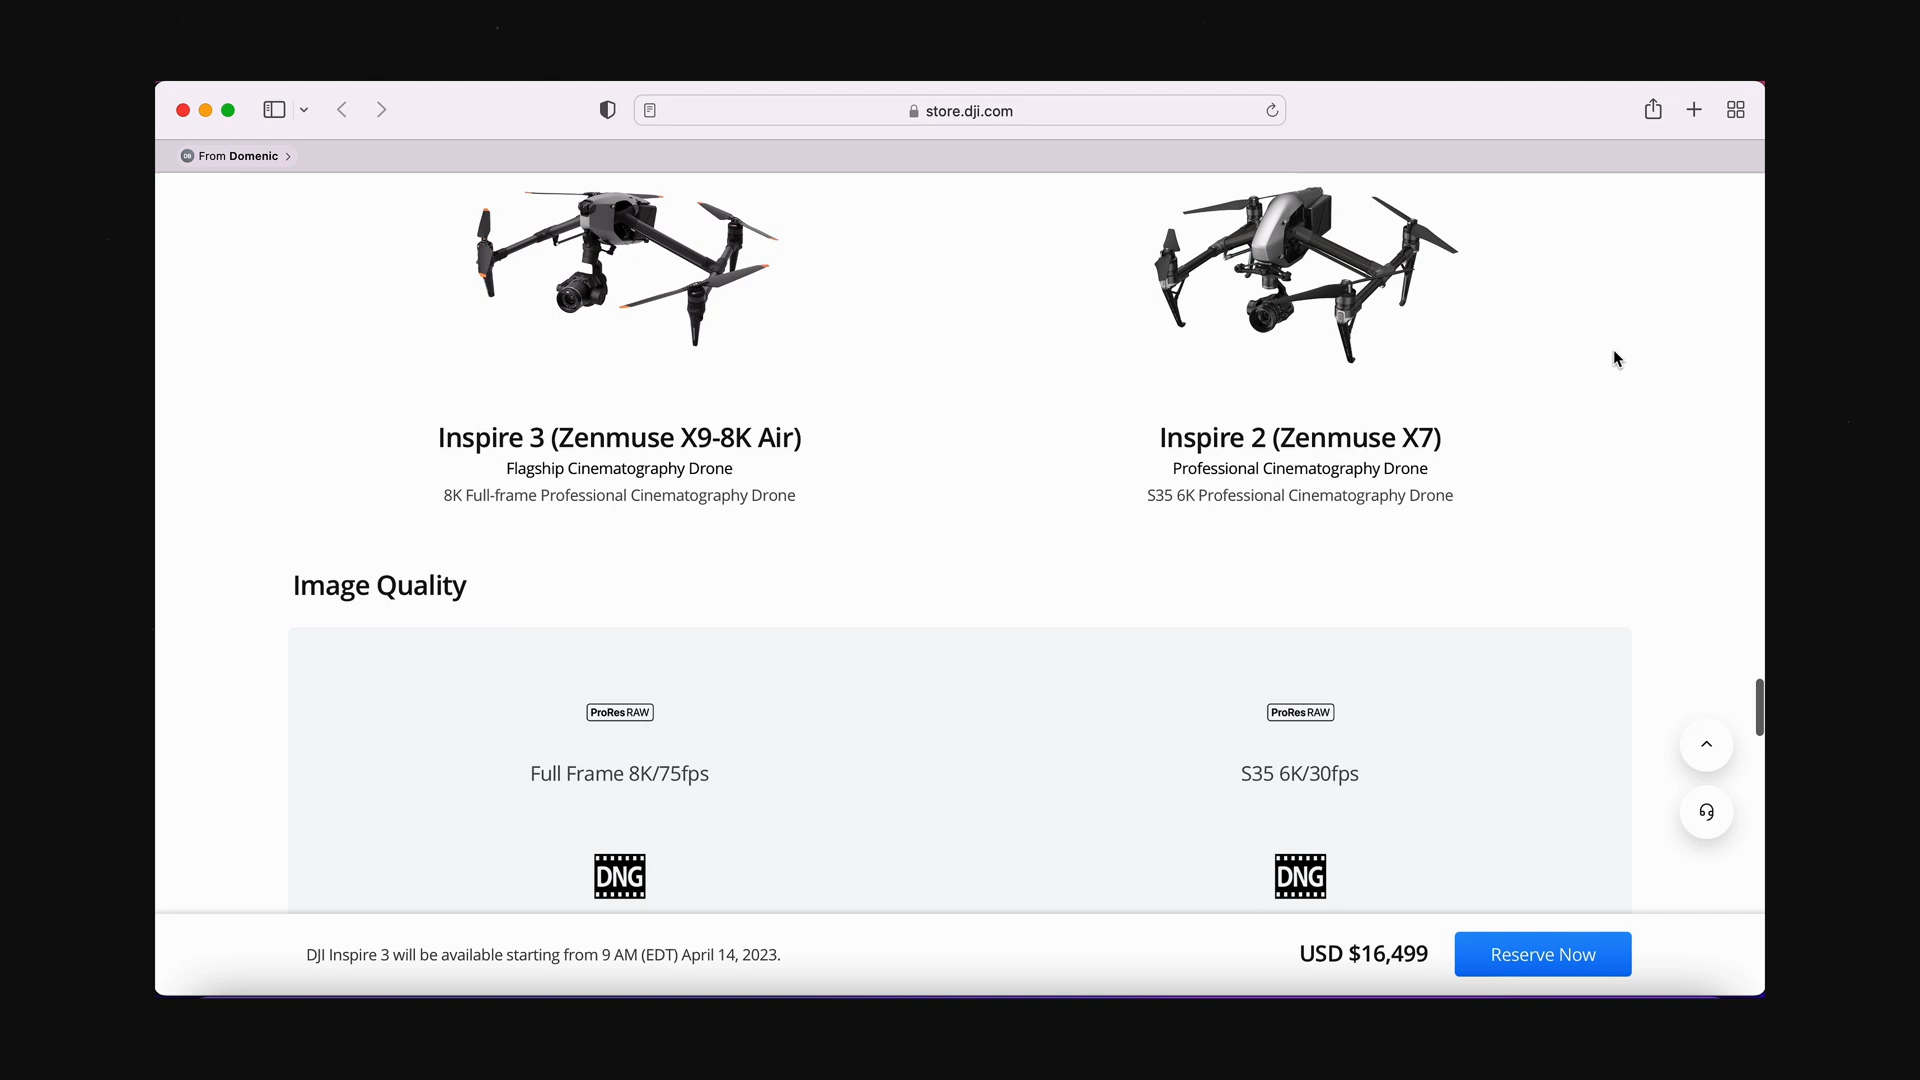 store.dji.com
DB From Domenic
Inspire 3 (Zenmuse X9-8K Air)
Flagship Cinematography Drone
8K Full-frame Professional Cinematography Drone
Inspire 2 (Zenmuse X7)
Professional Cinematography Drone
S35 6K Professional Cinematography Drone
Image Quality
ProRes RAW
ProRes RAW
Full Frame 8K/75fps
S35 6K/30fps
DNG
DNG
DJI Inspire 3 will be available starting from 9 AM (EDT) April 14, 2023.
USD $16,499
Reserve Now